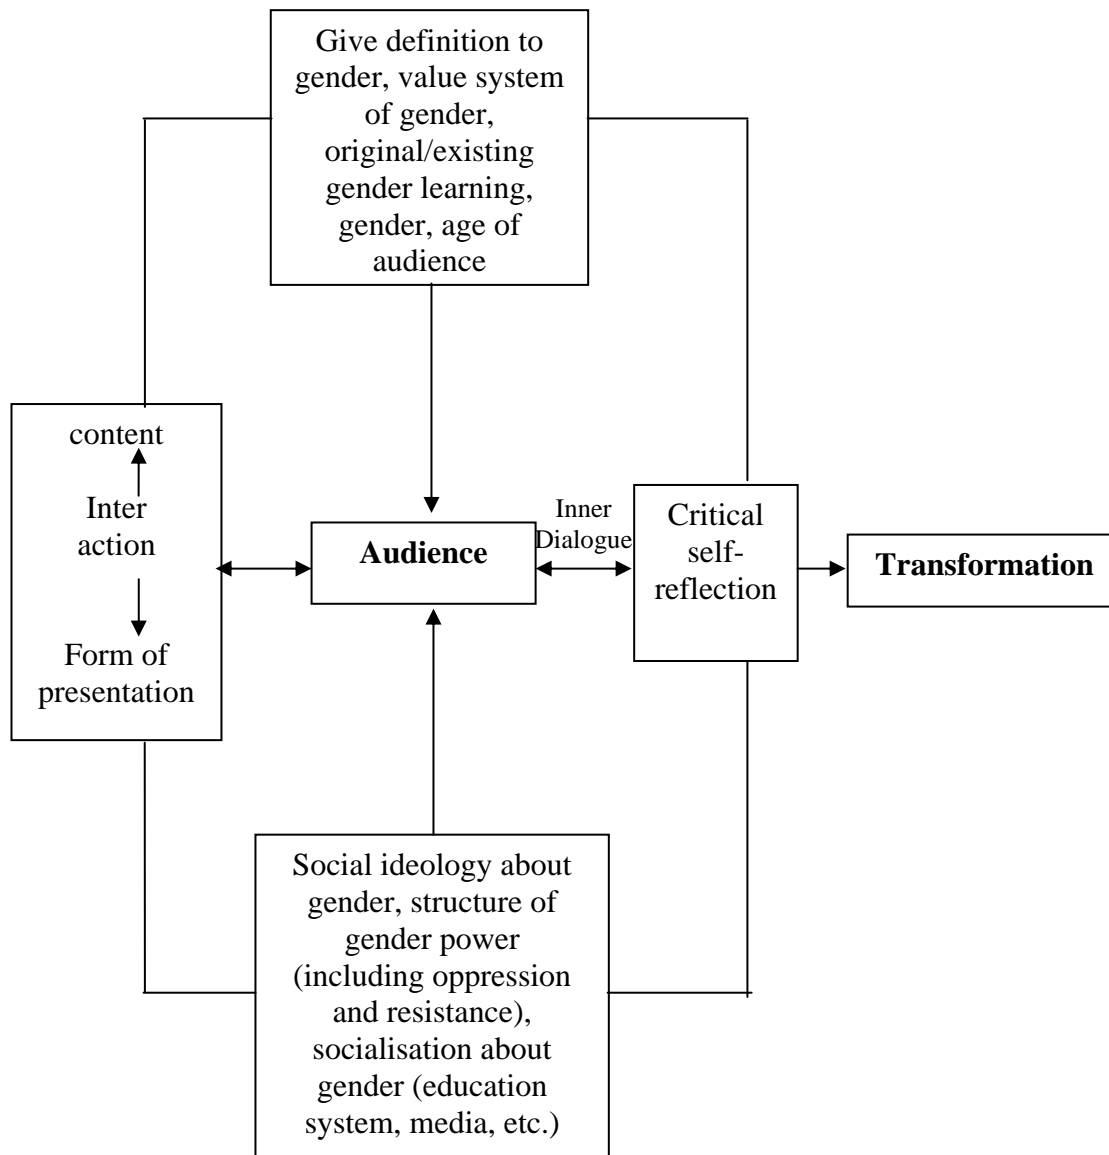 Give definition to
gender, value system
of gender,
original/existing
gender learning,
gender, age of
audience
content
Inter
action
Form of
presentation
Audience
Inner
Dialogue
Critical
self-
reflection
Transformation
Social ideology about
gender, structure of
gender power
(including oppression
and resistance),
socialisation about
gender (education
system, media, etc.)